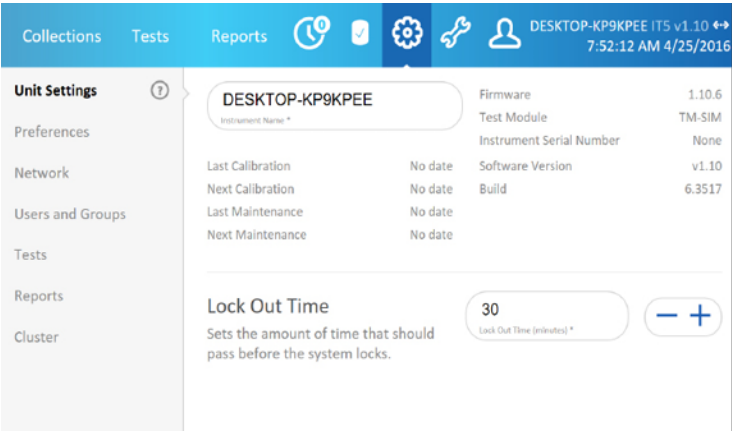 Collections Tests Reports 0 DESKTOP-KP9KPEE IT5 v1.10
7:52:12 AM 4/25/2016
Unit Settings ?
Preferences
Network
Users and Groups
Tests
Reports
Cluster
DESKTOP-KP9KPEE
Instrument Name *
Last Calibration No date
Next Calibration No date
Last Maintenance No date
Next Maintenance No date
Firmware 1.10.6
Test Module TM-SIM
Instrument Serial Number None
Software Version v1.10
Build 6.3517
Lock Out Time
Sets the amount of time that should
pass before the system locks.
30
Lock Out Time (minutes) *
− +